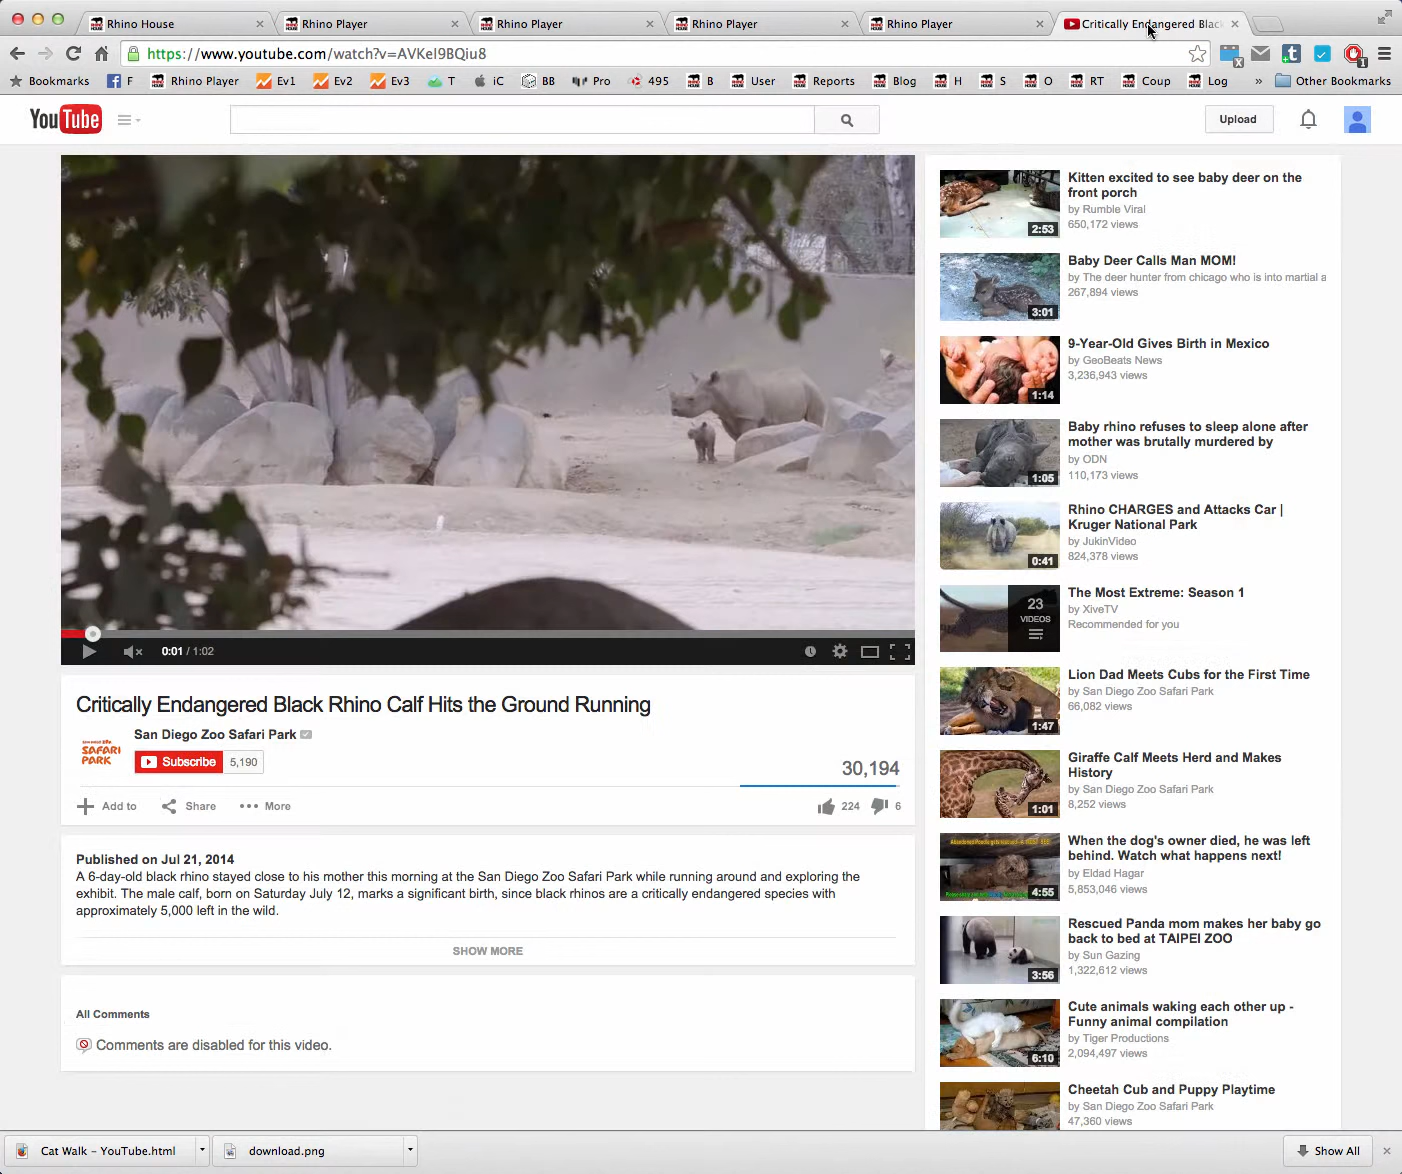 Rhino House
Rhino Player
Rhino Player
Rhino Player
Rhino Player
Critically Endangered Blac
https://www.youtube.com/watch?v=AVKeI9BQiu8
Bookmarks F Rhino Player Ev1 Ev2 Ev3 T iC BB Pro 495 B User Reports Blog H S O RT Coup Log » Other Bookmarks
YouTube
Upload
0:01 / 1:02
Critically Endangered Black Rhino Calf Hits the Ground Running
SAFARI
PARK
San Diego Zoo Safari Park
Subscribe 5,190
30,194
Add to Share More 224 6
Published on Jul 21, 2014
A 6-day-old black rhino stayed close to his mother this morning at the San Diego Zoo Safari Park while running around and exploring the
exhibit. The male calf, born on Saturday July 12, marks a significant birth, since black rhinos are a critically endangered species with
approximately 5,000 left in the wild.
SHOW MORE
All Comments
Comments are disabled for this video.
2:53
Kitten excited to see baby deer on the
front porch
by Rumble Viral
650,172 views
3:01
Baby Deer Calls Man MOM!
by The deer hunter from chicago who is into martial a
267,894 views
1:14
9-Year-Old Gives Birth in Mexico
by GeoBeats News
3,236,943 views
1:05
Baby rhino refuses to sleep alone after
mother was brutally murdered by
by ODN
110,173 views
0:41
Rhino CHARGES and Attacks Car |
Kruger National Park
by JukinVideo
824,378 views
23
VIDEOS
The Most Extreme: Season 1
by XiveTV
Recommended for you
1:47
Lion Dad Meets Cubs for the First Time
by San Diego Zoo Safari Park
66,082 views
1:01
Giraffe Calf Meets Herd and Makes
History
by San Diego Zoo Safari Park
8,252 views
4:55
When the dog's owner died, he was left
behind. Watch what happens next!
by Eldad Hagar
5,853,046 views
3:56
Rescued Panda mom makes her baby go
back to bed at TAIPEI ZOO
by Sun Gazing
1,322,612 views
6:10
Cute animals waking each other up -
Funny animal compilation
by Tiger Productions
2,094,497 views
Cheetah Cub and Puppy Playtime
by San Diego Zoo Safari Park
47,360 views
Cat Walk – YouTube.html
download.png
Show All